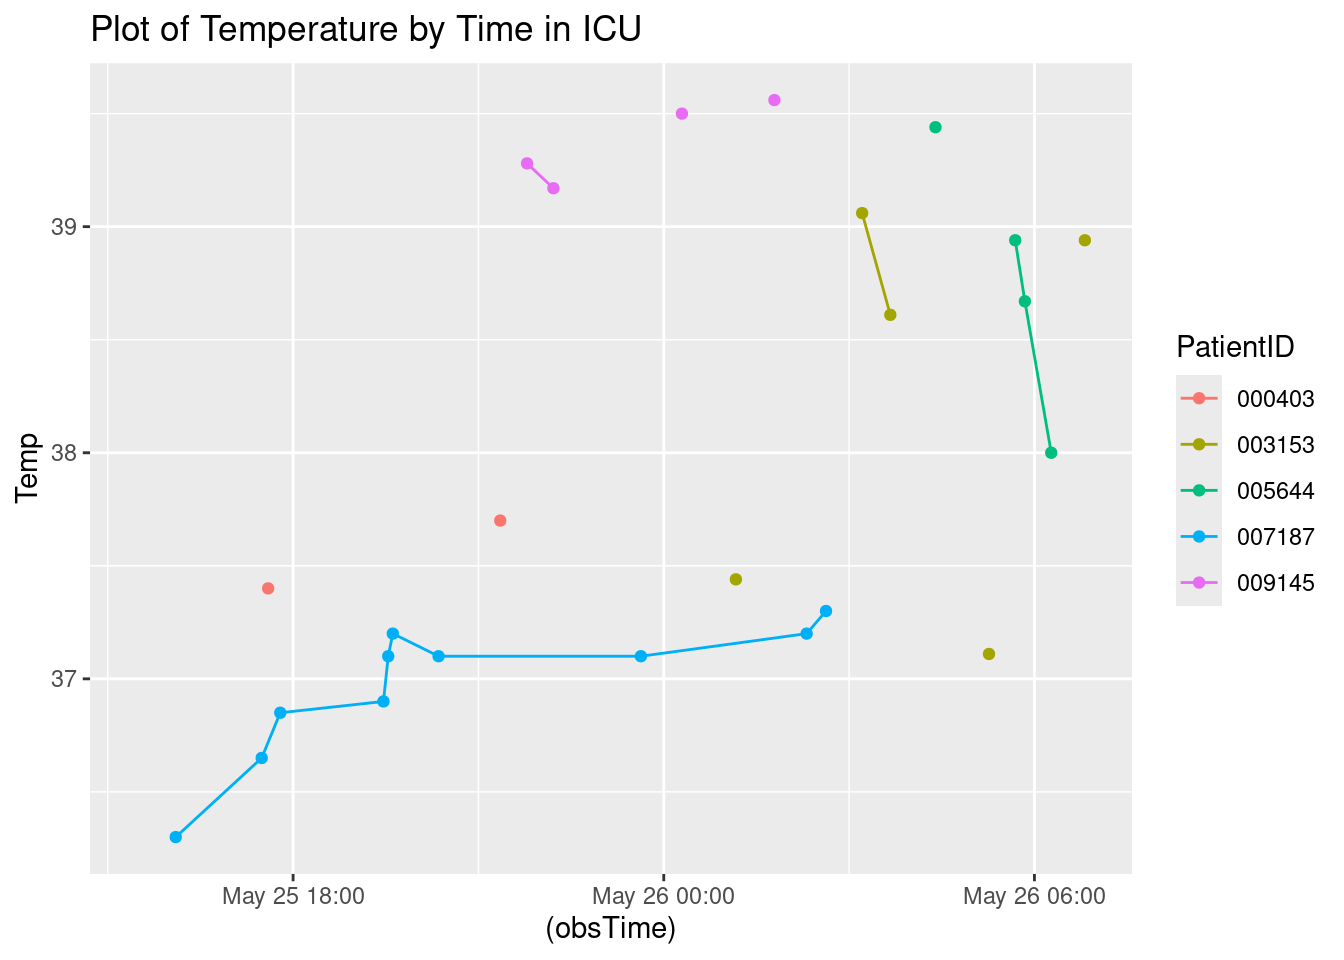 Plot of Temperature by Time in ICU
39
38
37
Temp
May 25 18:00
May 26 00:00
May 26 06:00
(obsTime)
PatientID
000403
003153
005644
007187
009145